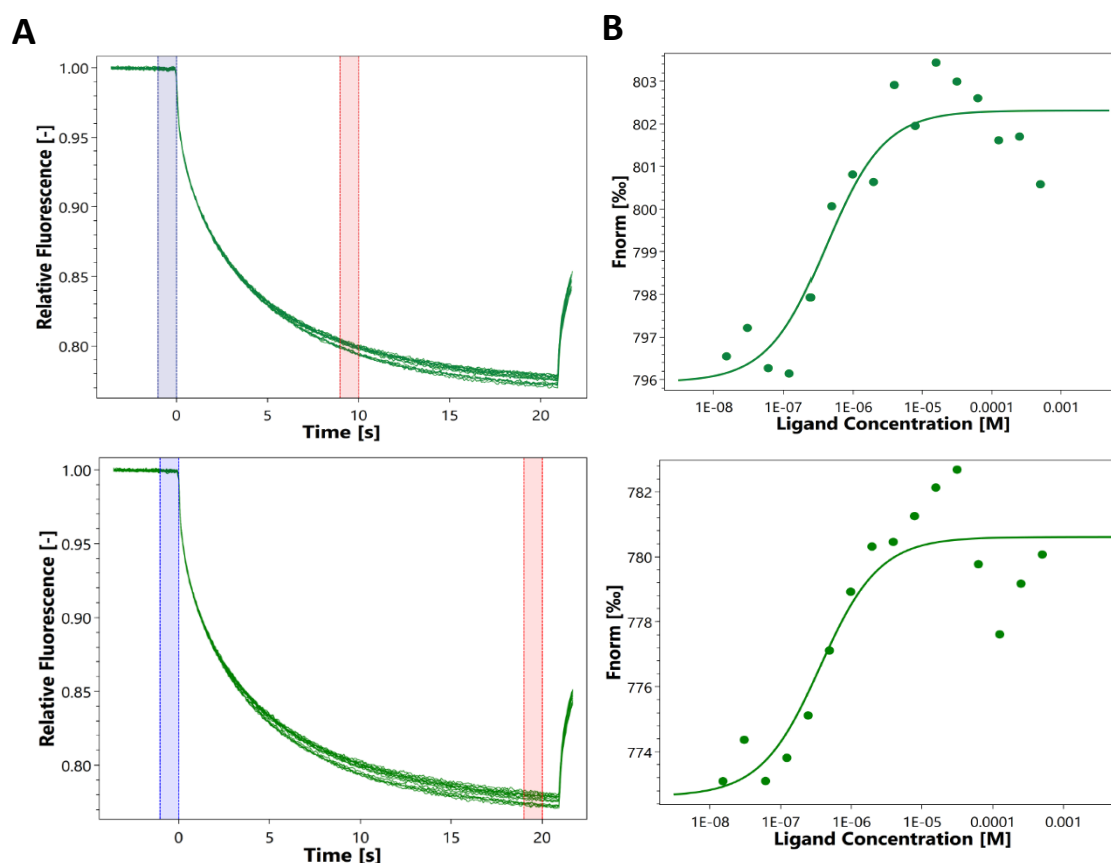 A
B
Relative Fluorescence [-]
1.00
0.95
0.90
0.85
0.80
0
5
10
15
20
Time [s]
Fnorm [‰]
803
802
801
800
799
798
797
796
1E-08
1E-07
1E-06
1E-05
0.0001
0.001
Ligand Concentration [M]
Relative Fluorescence [-]
1.00
0.95
0.90
0.85
0.80
0
5
10
15
20
Time [s]
Fnorm [‰]
782
780
778
776
774
773
1E-08
1E-07
1E-06
1E-05
0.0001
0.001
Ligand Concentration [M]